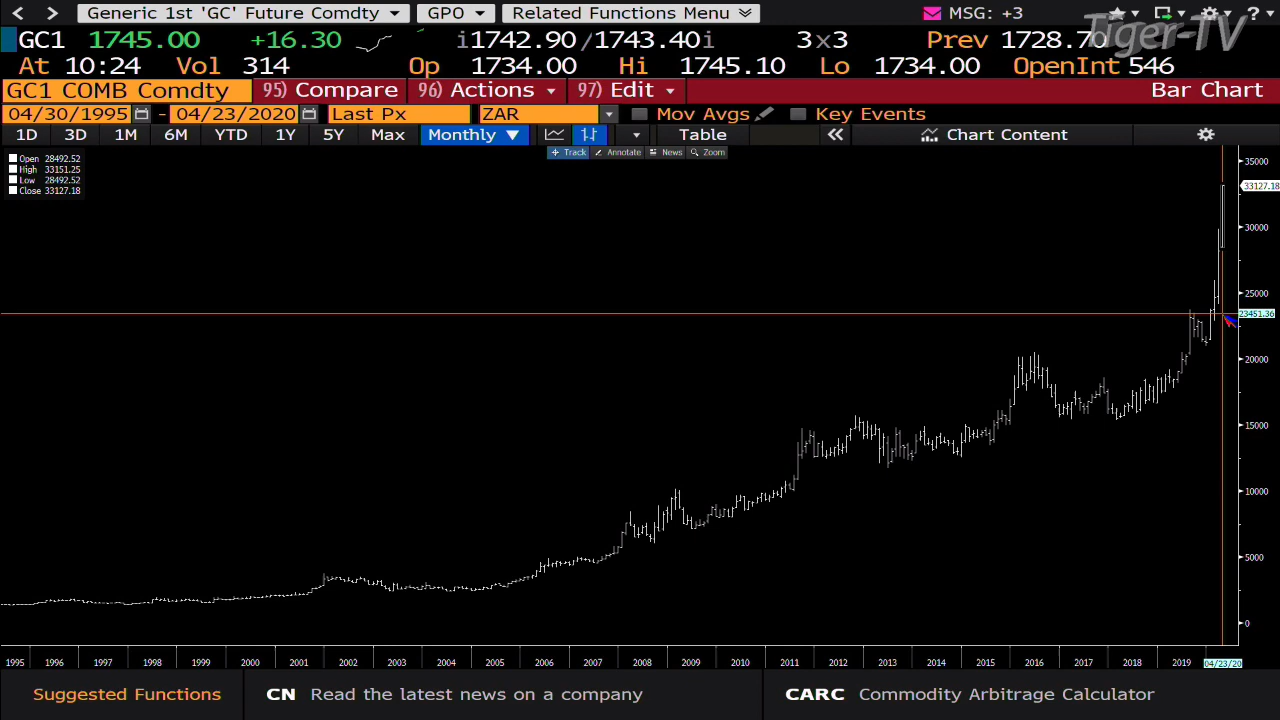 Generic 1st 'GC' Future Comdty GPO Related Functions Menu MSG: +3 ?
Tiger-TV
GC1 1745.00 +16.30 i1742.90/1743.40i 3x3 Prev 1728.70
At 10:24 Vol 314 Op 1734.00 Hi 1745.10 Lo 1734.00 OpenInt 546
GC1 COMB Comdty 95) Compare 96) Actions 97) Edit Bar Chart
04/30/1995 - 04/23/2020 Last Px ZAR Mov Avgs Key Events
1D 3D 1M 6M YTD 1Y 5Y Max Monthly Table Chart Content
Track Annotate News Zoom
Open 28492.52
High 33151.25
Low 28492.52
Close 33127.18
35000
33127.18
30000
25000
23451.36
20000
15000
10000
5000
0
1995 1996 1997 1998 1999 2000 2001 2002 2003 2004 2005 2006 2007 2008 2009 2010 2011 2012 2013 2014 2015 2016 2017 2018 2019 04/23/20
Suggested Functions CN Read the latest news on a company CARC Commodity Arbitrage Calculator